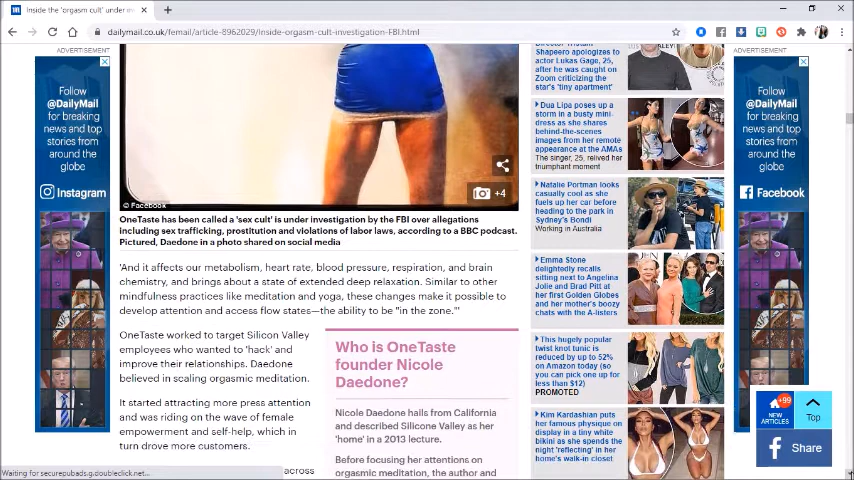 Inside the 'orgasm cult' under in
dailymail.co.uk/femail/article-8962029/Inside-orgasm-cult-investigation-FBI.html
ADVERTISEMENT
Follow
@DailyMail
for breaking
news and top
stories from
around the
globe
Instagram
© Facebook
+4
OneTaste has been called a 'sex cult' is under investigation by the FBI over allegations
including sex trafficking, prostitution and violations of labor laws, according to a BBC podcast.
Pictured, Daedone in a photo shared on social media
'And it affects our metabolism, heart rate, blood pressure, respiration, and brain
chemistry, and brings about a state of extended deep relaxation. Similar to other
mindfulness practices like meditation and yoga, these changes make it possible to
develop attention and access flow states—the ability to be "in the zone."'
OneTaste worked to target Silicon Valley
employees who wanted to 'hack' and
improve their relationships. Daedone
believed in scaling orgasmic meditation.
It started attracting more press attention
and was riding on the wave of female
empowerment and self-help, which in
turn drove more customers.
across
Who is OneTaste
founder Nicole
Daedone?
Nicole Daedone hails from California
and described Silicone Valley as her
'home' in a 2013 lecture.
Before focusing her attentions on
orgasmic meditation, the author and
Director Tristan
Shapeero apologizes to
actor Lukas Gage, 25,
after he was caught on
Zoom criticizing the
star's 'tiny apartment'
Dua Lipa poses up a
storm in a busty mini-
dress as she shares
behind-the-scenes
images from her remote
appearance at the AMAs
The singer, 25, relived her
triumphant moment
Natalie Portman looks
casually cool as she
fuels up her car before
heading to the park in
Sydney's Bondi
Working in Australia
Emma Stone
delightedly recalls
sitting next to Angelina
Jolie and Brad Pitt at
her first Golden Globes
and her mother's boozy
chats with the A-listers
This hugely popular
twist knot tunic is
reduced by up to 52%
on Amazon today (so
you can pick one up for
less than $12)
PROMOTED
Kim Kardashian puts
her famous physique on
display in a tiny white
bikini as she spends the
night 'reflecting' in her
home's walk-in closet
ADVERTISEMENT
Follow
@DailyMail
for breaking
news and top
stories from
around the
globe
Facebook
+99
NEW
ARTICLES
Top
Share
Waiting for securepubads.g.doubleclick.net...